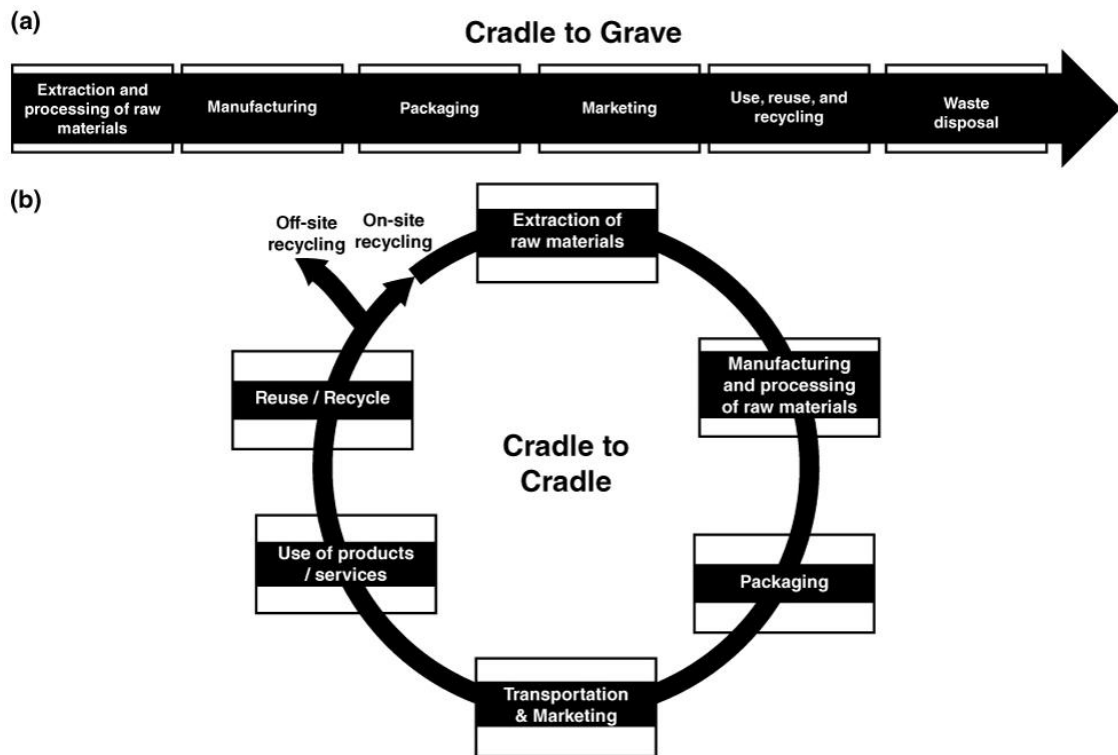 (a)
Cradle to Grave
Extraction and
processing of raw
materials
Manufacturing
Packaging
Marketing
Use, reuse, and
recycling
Waste
disposal
(b)
Off-site
recycling
On-site
recycling
Extraction of
raw materials
Manufacturing
and processing
of raw materials
Packaging
Transportation
& Marketing
Use of products
/ services
Reuse / Recycle
Cradle to
Cradle